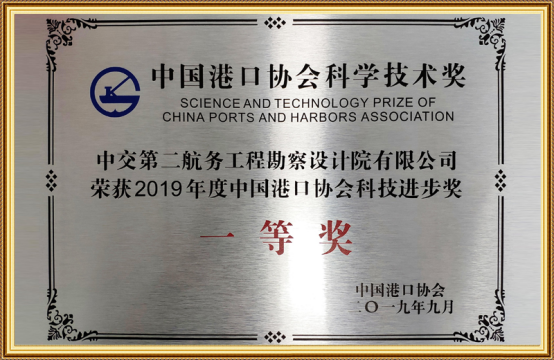 中国港口协会科学技术奖
SCIENCE AND TECHNOLOGY PRIZE OF
CHINA PORTS AND HARBORS ASSOCIATION
中交第二航务工程勘察设计院有限公司
荣获2019年度中国港口协会科技进步奖
一等奖
中国港口协会
二〇一九年九月